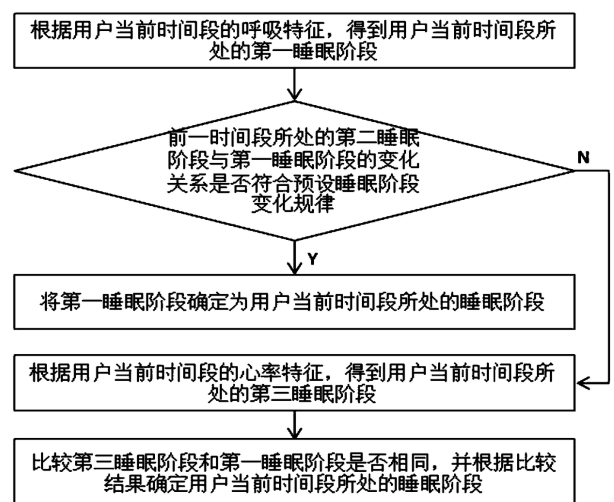 根据用户当前时间段的呼吸特征，得到用户当前时间段所
处的第一睡眠阶段
前一时间段所处的第二睡眠
阶段与第一睡眠阶段的变化
关系是否符合预设睡眠阶段
变化规律
N
Y
将第一睡眠阶段确定为用户当前时间段所处的睡眠阶段
根据用户当前时间段的心率特征，得到用户当前时间段所
处的第三睡眠阶段
比较第三睡眠阶段和第一睡眠阶段是否相同，并根据比较
结果确定用户当前时间段所处的睡眠阶段